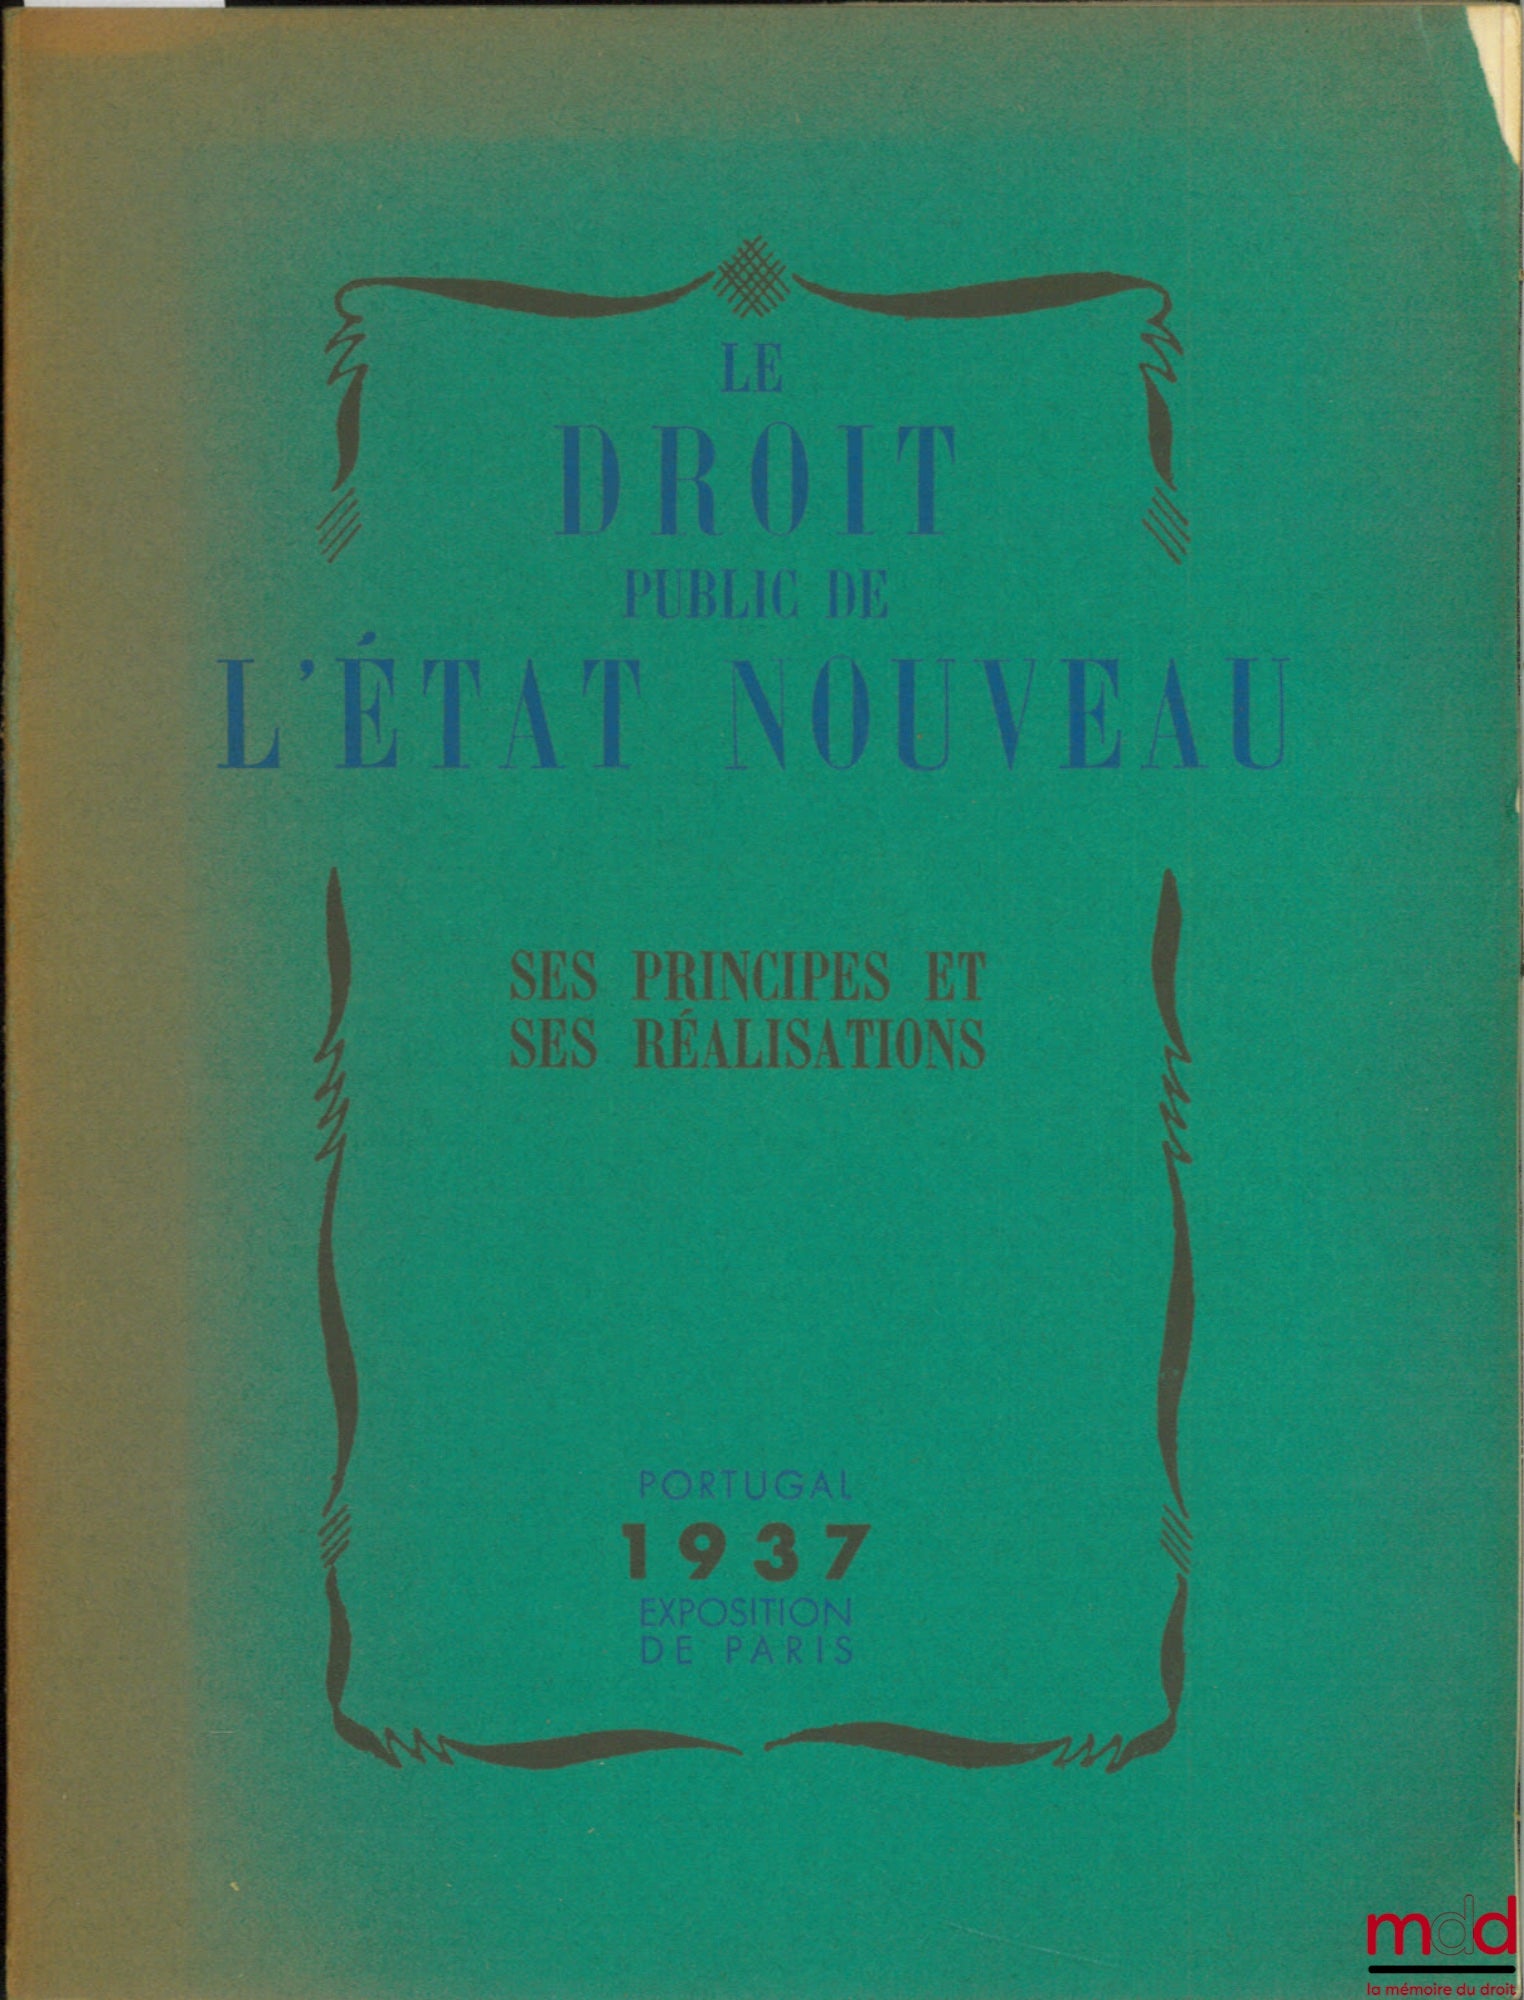 LE
DROIT
PUBLIC DE
L'ÉTAT NOUVEAU
SES PRINCIPES ET
SES RÉALISATIONS
PORTUGAL
1937
EXPOSITION
DE PARIS
mdd
la mémoire du droit